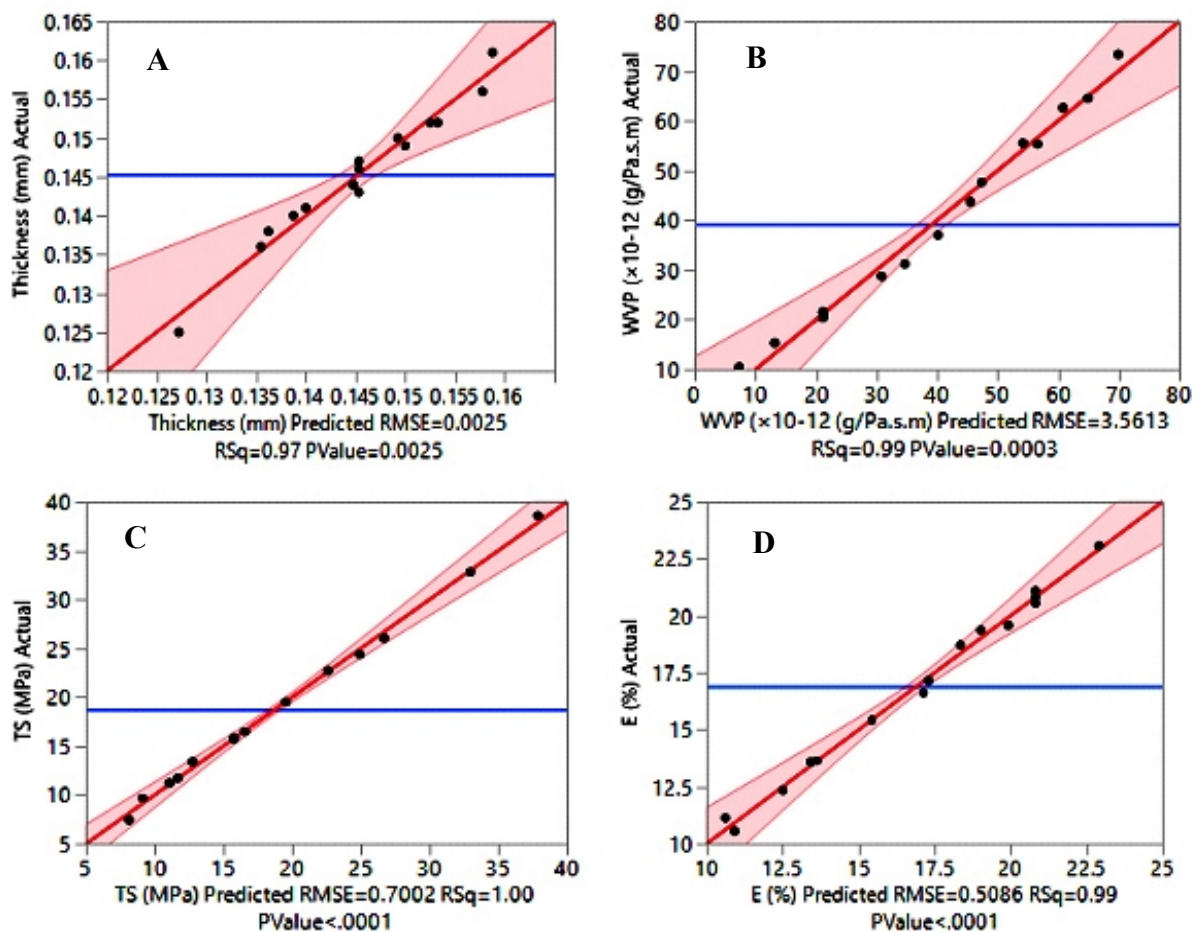 A
Thickness (mm) Actual
0.165
0.16
0.155
0.15
0.145
0.14
0.135
0.13
0.125
0.12
0.12 0.125 0.13 0.135 0.14 0.145 0.15 0.155 0.16
Thickness (mm) Predicted RMSE=0.0025
RSq=0.97 PValue=0.0025
B
WVP (×10-12 (g/Pa.s.m) Actual
80
70
60
50
40
30
20
10
0 10 20 30 40 50 60 70 80
WVP (×10-12 (g/Pa.s.m) Predicted RMSE=3.5613
RSq=0.99 PValue=0.0003
C
TS (MPa) Actual
40
35
30
25
20
15
10
5
5 10 15 20 25 30 35 40
TS (MPa) Predicted RMSE=0.7002 RSq=1.00
PValue<.0001
D
E (%) Actual
25
22.5
20
17.5
15
12.5
10
10 12.5 15 17.5 20 22.5 25
E (%) Predicted RMSE=0.5086 RSq=0.99
PValue<.0001